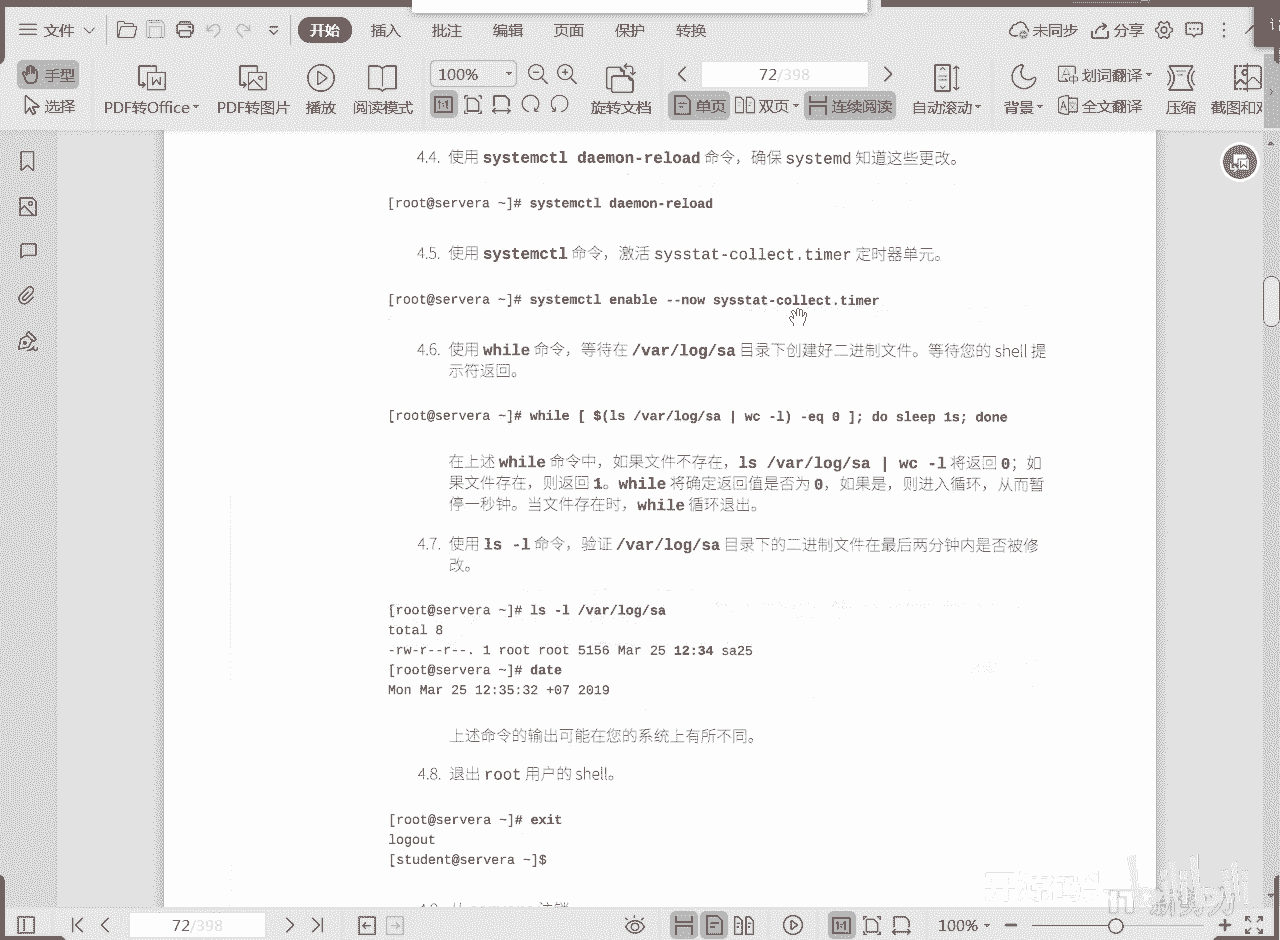 文件
开始
插入
批注
编辑
页面
保护
转换
未同步
分享
手型
选择
PDF转Office
PDF转图片
播放
阅读模式
100%
旋转文档
72/398
单页
双页
连续阅读
自动滚动
背景
划词翻译
全文翻译
压缩
截图和对
4.4. 使用 systemctl daemon-reload 命令，确保 systemd 知道这些更改。
[root@servera ~]# systemctl daemon-reload
4.5. 使用 systemctl 命令，激活 sysstat-collect.timer 定时器单元。
[root@servera ~]# systemctl enable --now sysstat-collect.timer
4.6. 使用 while 命令，等待在 /var/log/sa 目录下创建好二进制文件。等待您的 shell 提
示符返回。
[root@servera ~]# while [ $(ls /var/log/sa | wc -l) -eq 0 ]; do sleep 1s; done
在上述 while 命令中，如果文件不存在，ls /var/log/sa | wc -l 将返回 0；如
果文件存在，则返回 1。while 将确定返回值是否为 0，如果是，则进入循环，从而暂
停一秒钟。当文件存在时，while 循环退出。
4.7. 使用 ls -l 命令，验证 /var/log/sa 目录下的二进制文件在最后两分钟内是否被修
改。
[root@servera ~]# ls -l /var/log/sa
total 8
-rw-r--r--. 1 root root 5156 Mar 25 12:34 sa25
[root@servera ~]# date
Mon Mar 25 12:35:32 +07 2019
上述命令的输出可能在您的系统上有所不同。
4.8. 退出 root 用户的 shell。
[root@servera ~]# exit
logout
[student@servera ~]$
72/398
100%